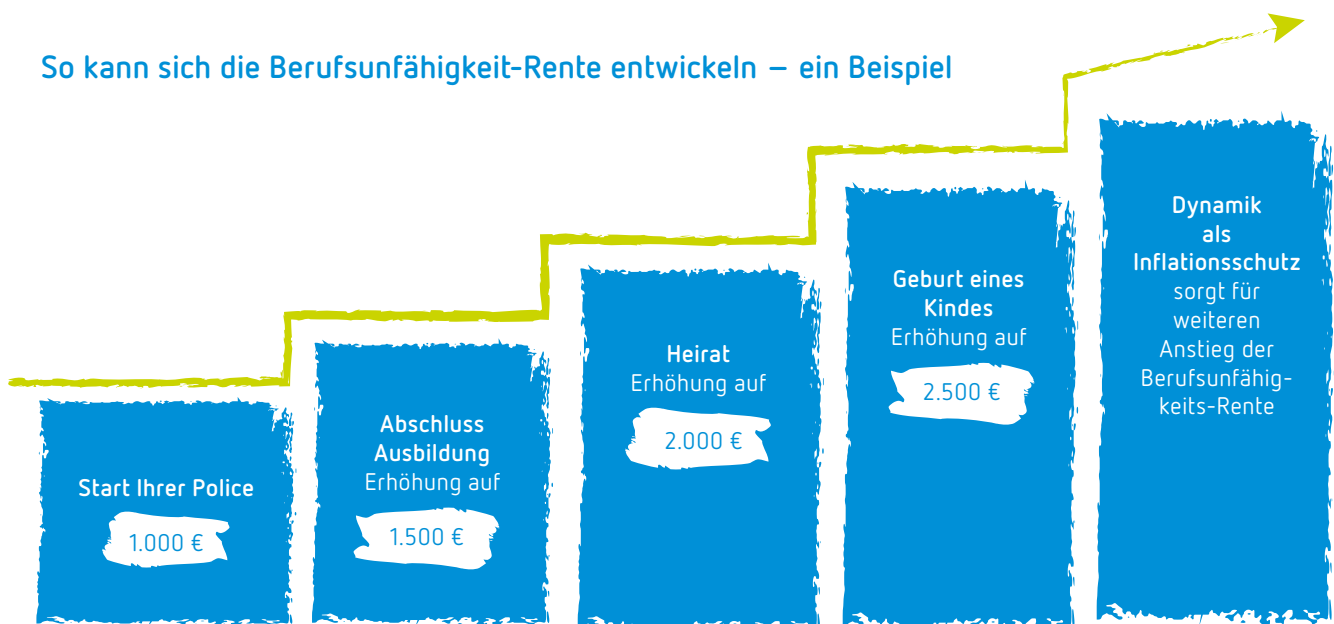 So kann sich die Berufsunfähigkeit-Rente entwickeln – ein Beispiel
Start Ihrer Police
1.000 €
Abschluss
Ausbildung
Erhöhung auf
1.500 €
Heirat
Erhöhung auf
2.000 €
Geburt eines
Kindes
Erhöhung auf
2.500 €
Dynamik
als
Inflationsschutz
sorgt für
weiteren
Anstieg der
Berufsunfähig-
keits-Rente